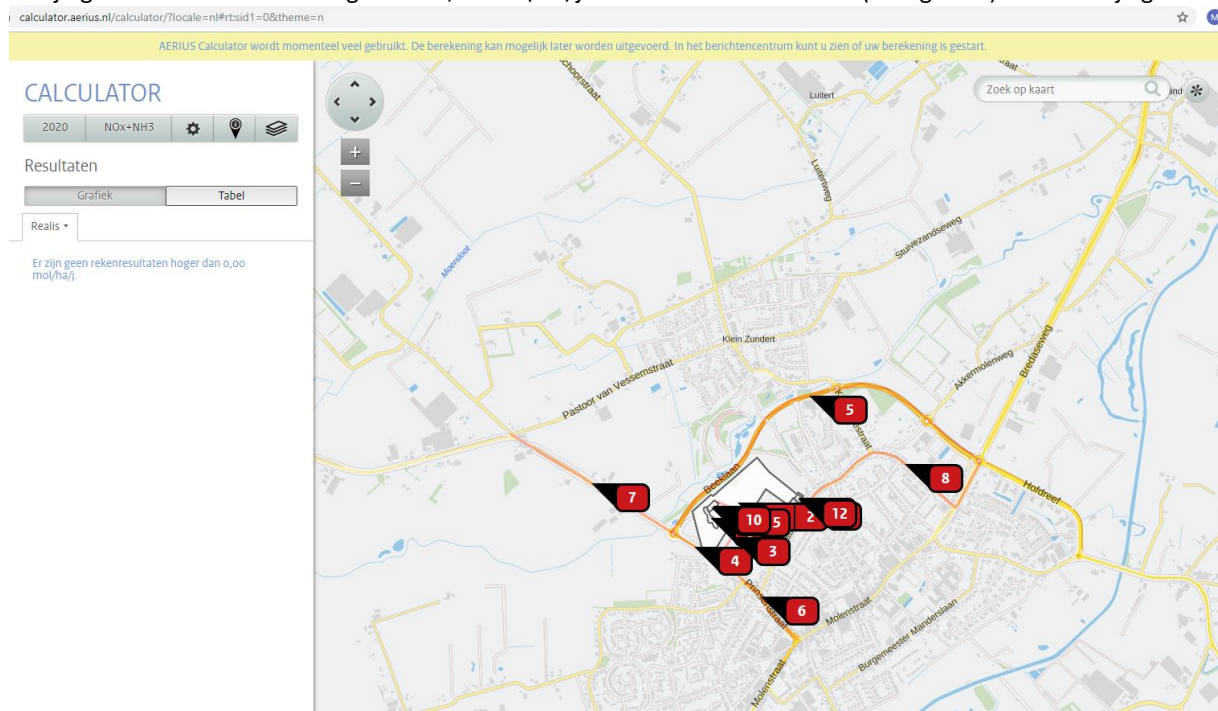 calculator.aerius.nl/calculator/?locale=nl#rt:sid1=0&theme=n
AERIUS Calculator wordt momenteel veel gebruikt. De berekening kan mogelijk later worden uitgevoerd. In het berichtencentrum kunt u zien of uw berekening is gestart.
CALCULATOR
2020
NOx+NH3
Resultaten
Grafiek
Tabel
Realis
Er zijn geen rekenresultaten hoger dan 0,00
mol/ha/j.
Zoek op kaart
Luitert
Luitenweg
Stuivezandseweg
Moersloot
Klein Zundert
Bredaseweg
Akkermolenweg
Pastoor van Vessemstraat
5
8
Beeklaan
Hofdreef
7
10
5
2
12
3
4
6
Prinsenstraat
Molenstraat
Burgemeester Manderslaan
Molenstraat